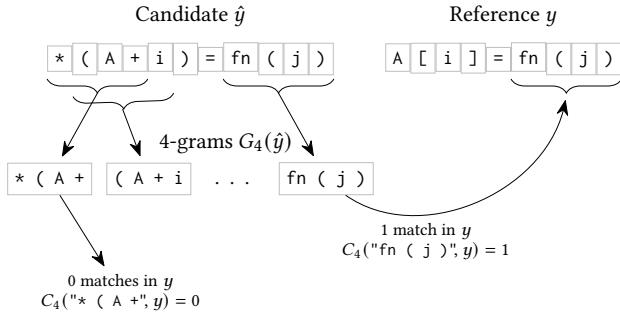 Candidate ŷ
Reference y
* ( A + i ) = fn ( j )
A [ i ] = fn ( j )
4-grams G₄(ŷ)
* ( A +
( A + i
. . .
fn ( j )
1 match in y
C₄("fn ( j )", y) = 1
0 matches in y
C₄("* ( A +", y) = 0